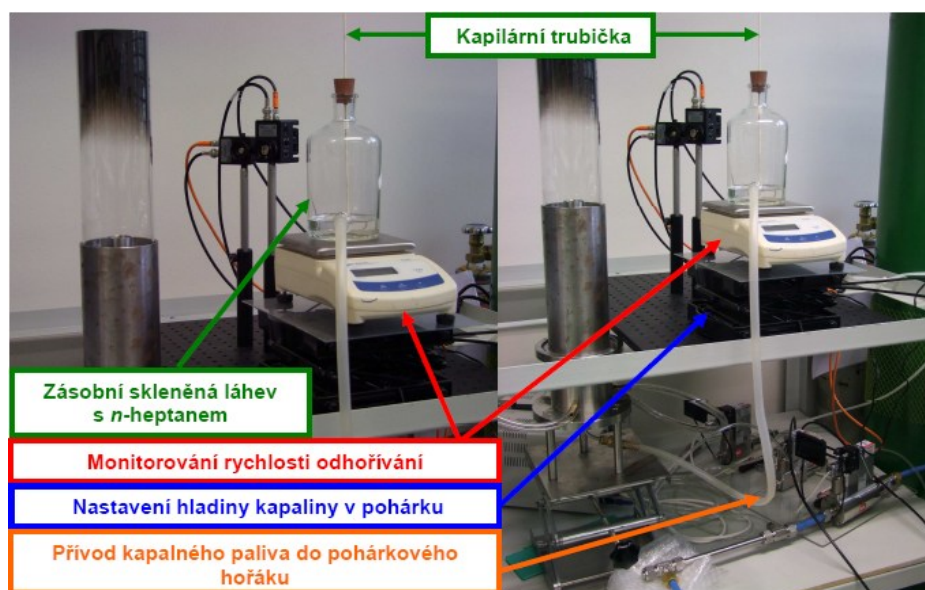 Kapilární trubička
Zásobní skleněná láhev
s n-heptanem
Monitorování rychlosti odhořívání
Nastavení hladiny kapaliny v pohárku
Přívod kapalného paliva do pohárkového
hořáku